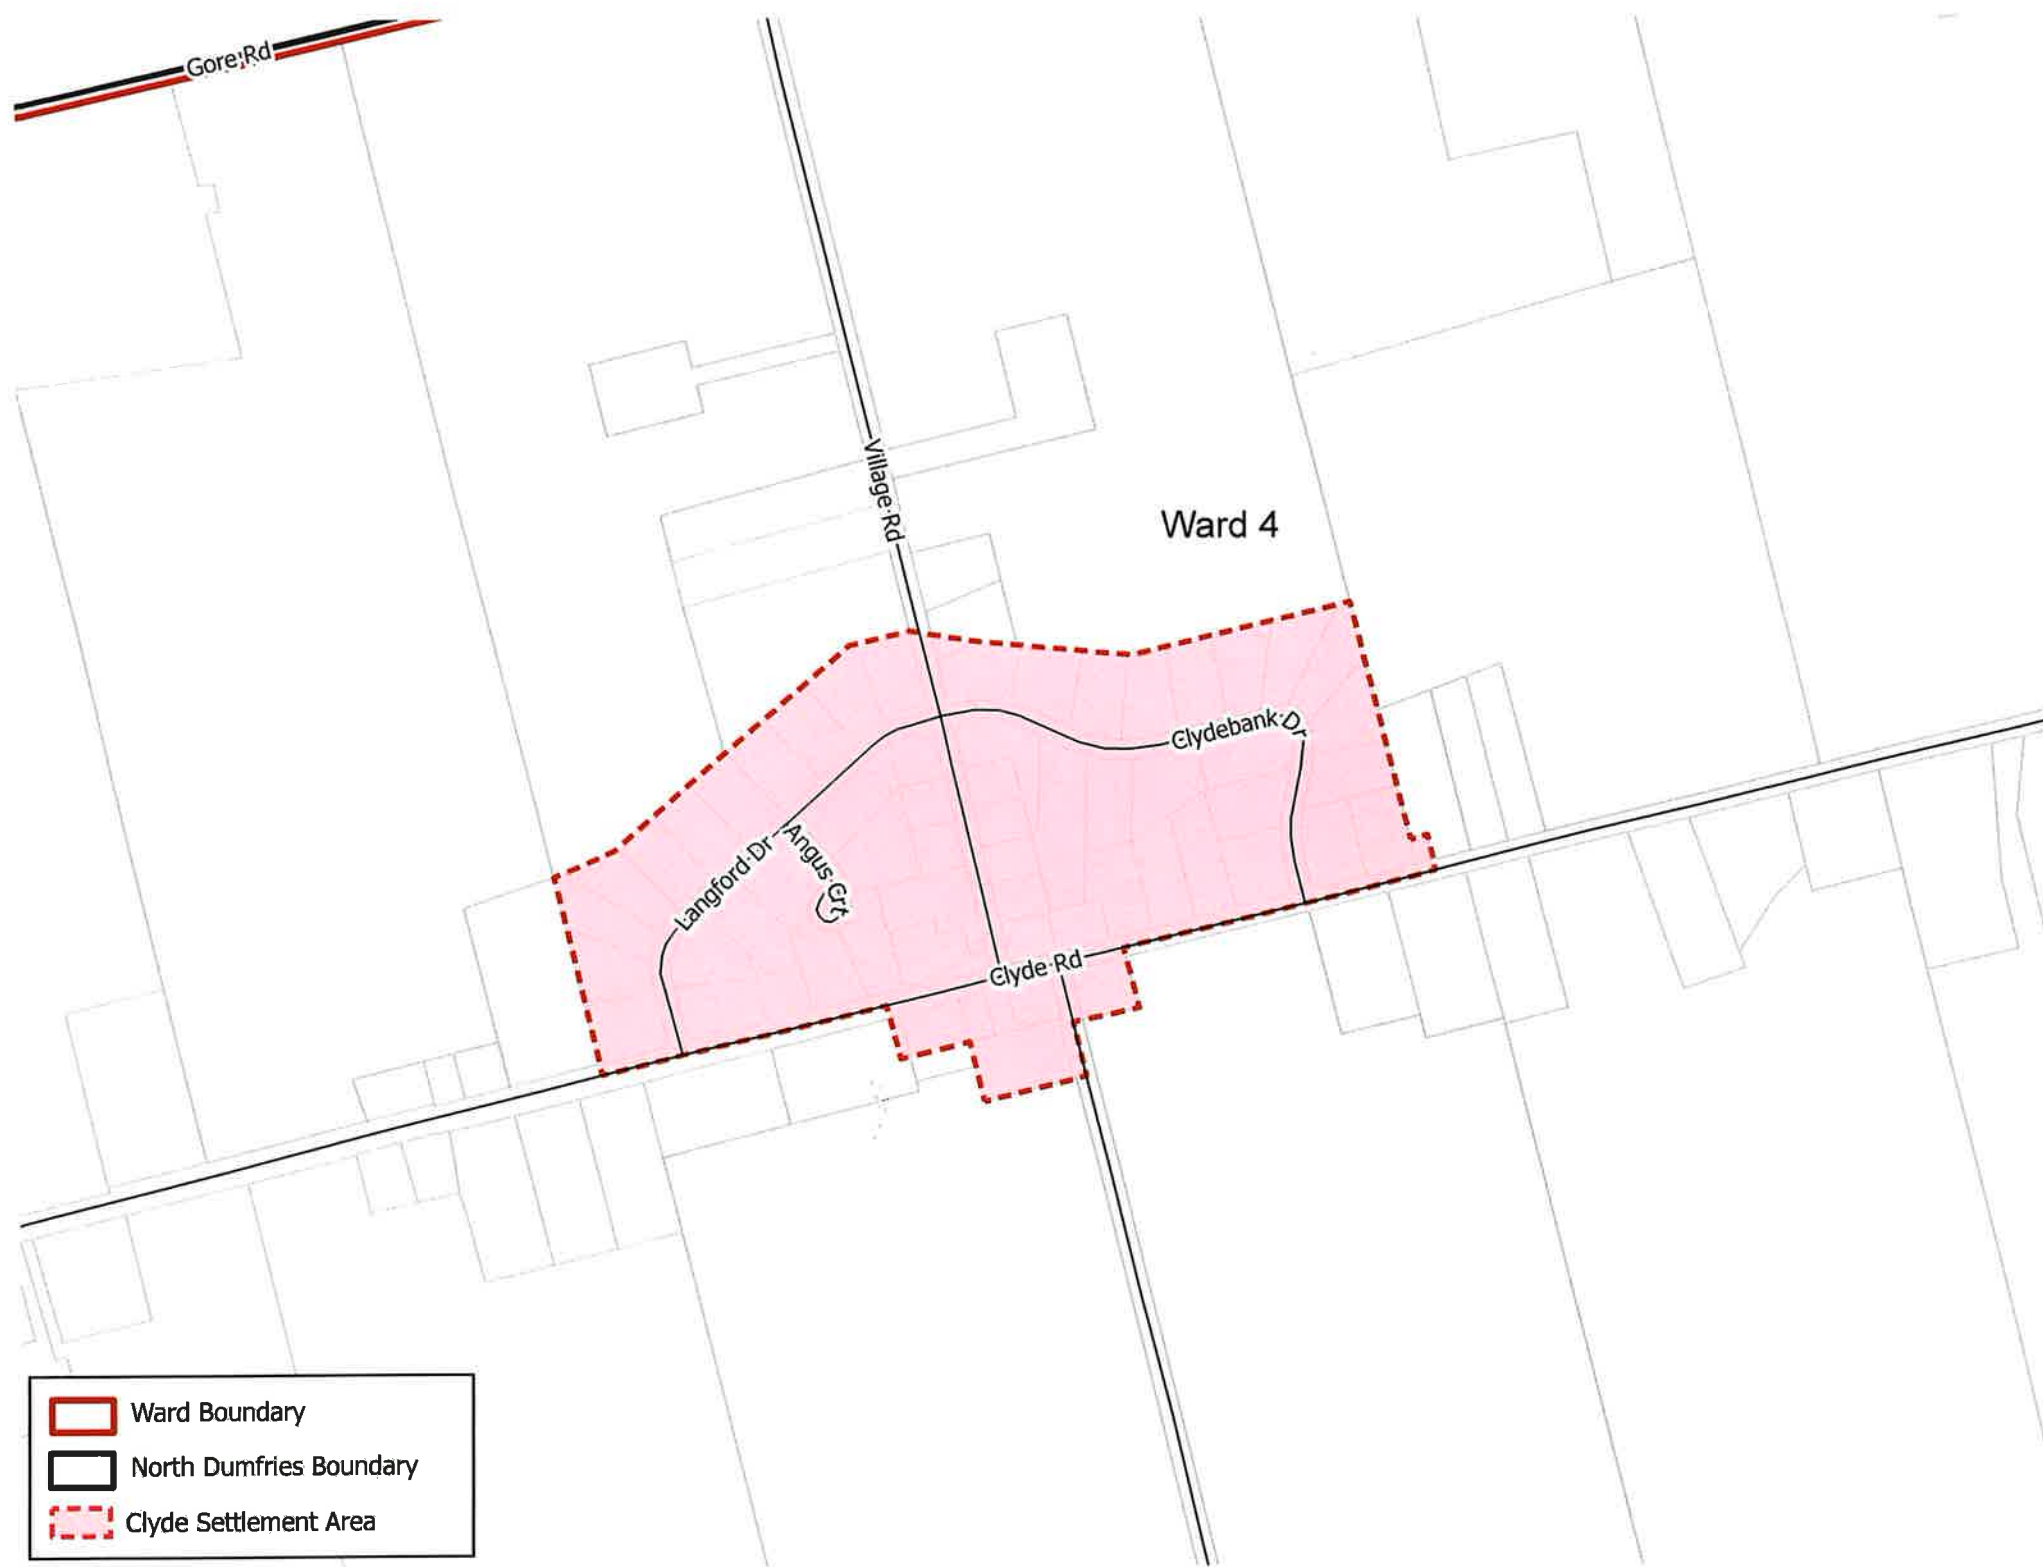 Gore Rd
Village Rd
Ward 4
Clydebank Dr
Langford Dr
Angus Crt
Clyde Rd
Ward Boundary
North Dumfries Boundary
Clyde Settlement Area